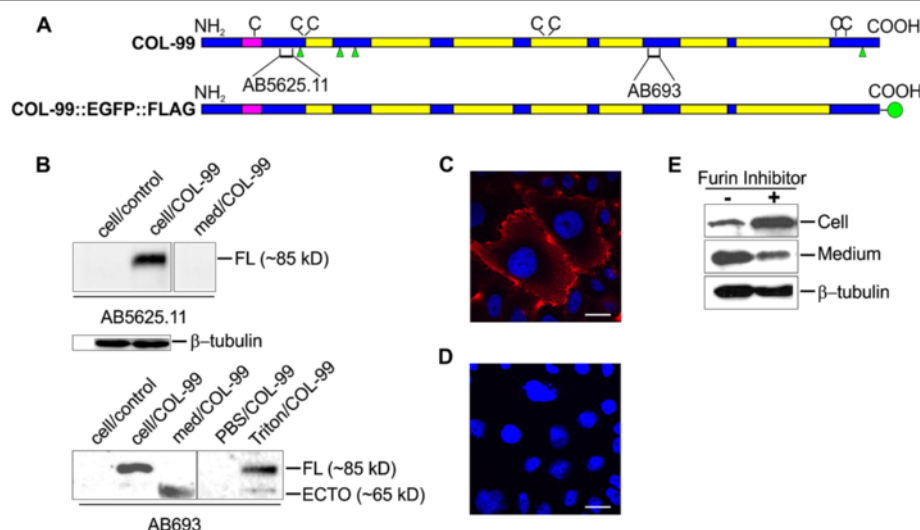 A
NH2 C C C C C C C COOH
COL-99
AB5625.11 AB693
NH2 COOH
COL-99::EGFP::FLAG
B
cell/control
cell/COL-99
med/COL-99
FL (~85 kD)
AB5625.11
β-tubulin
cell/control
cell/COL-99
med/COL-99
PBS/COL-99
Triton/COL-99
FL (~85 kD)
ECTO (~65 kD)
AB693
C
D
E
Furin Inhibitor
- +
Cell
Medium
β-tubulin